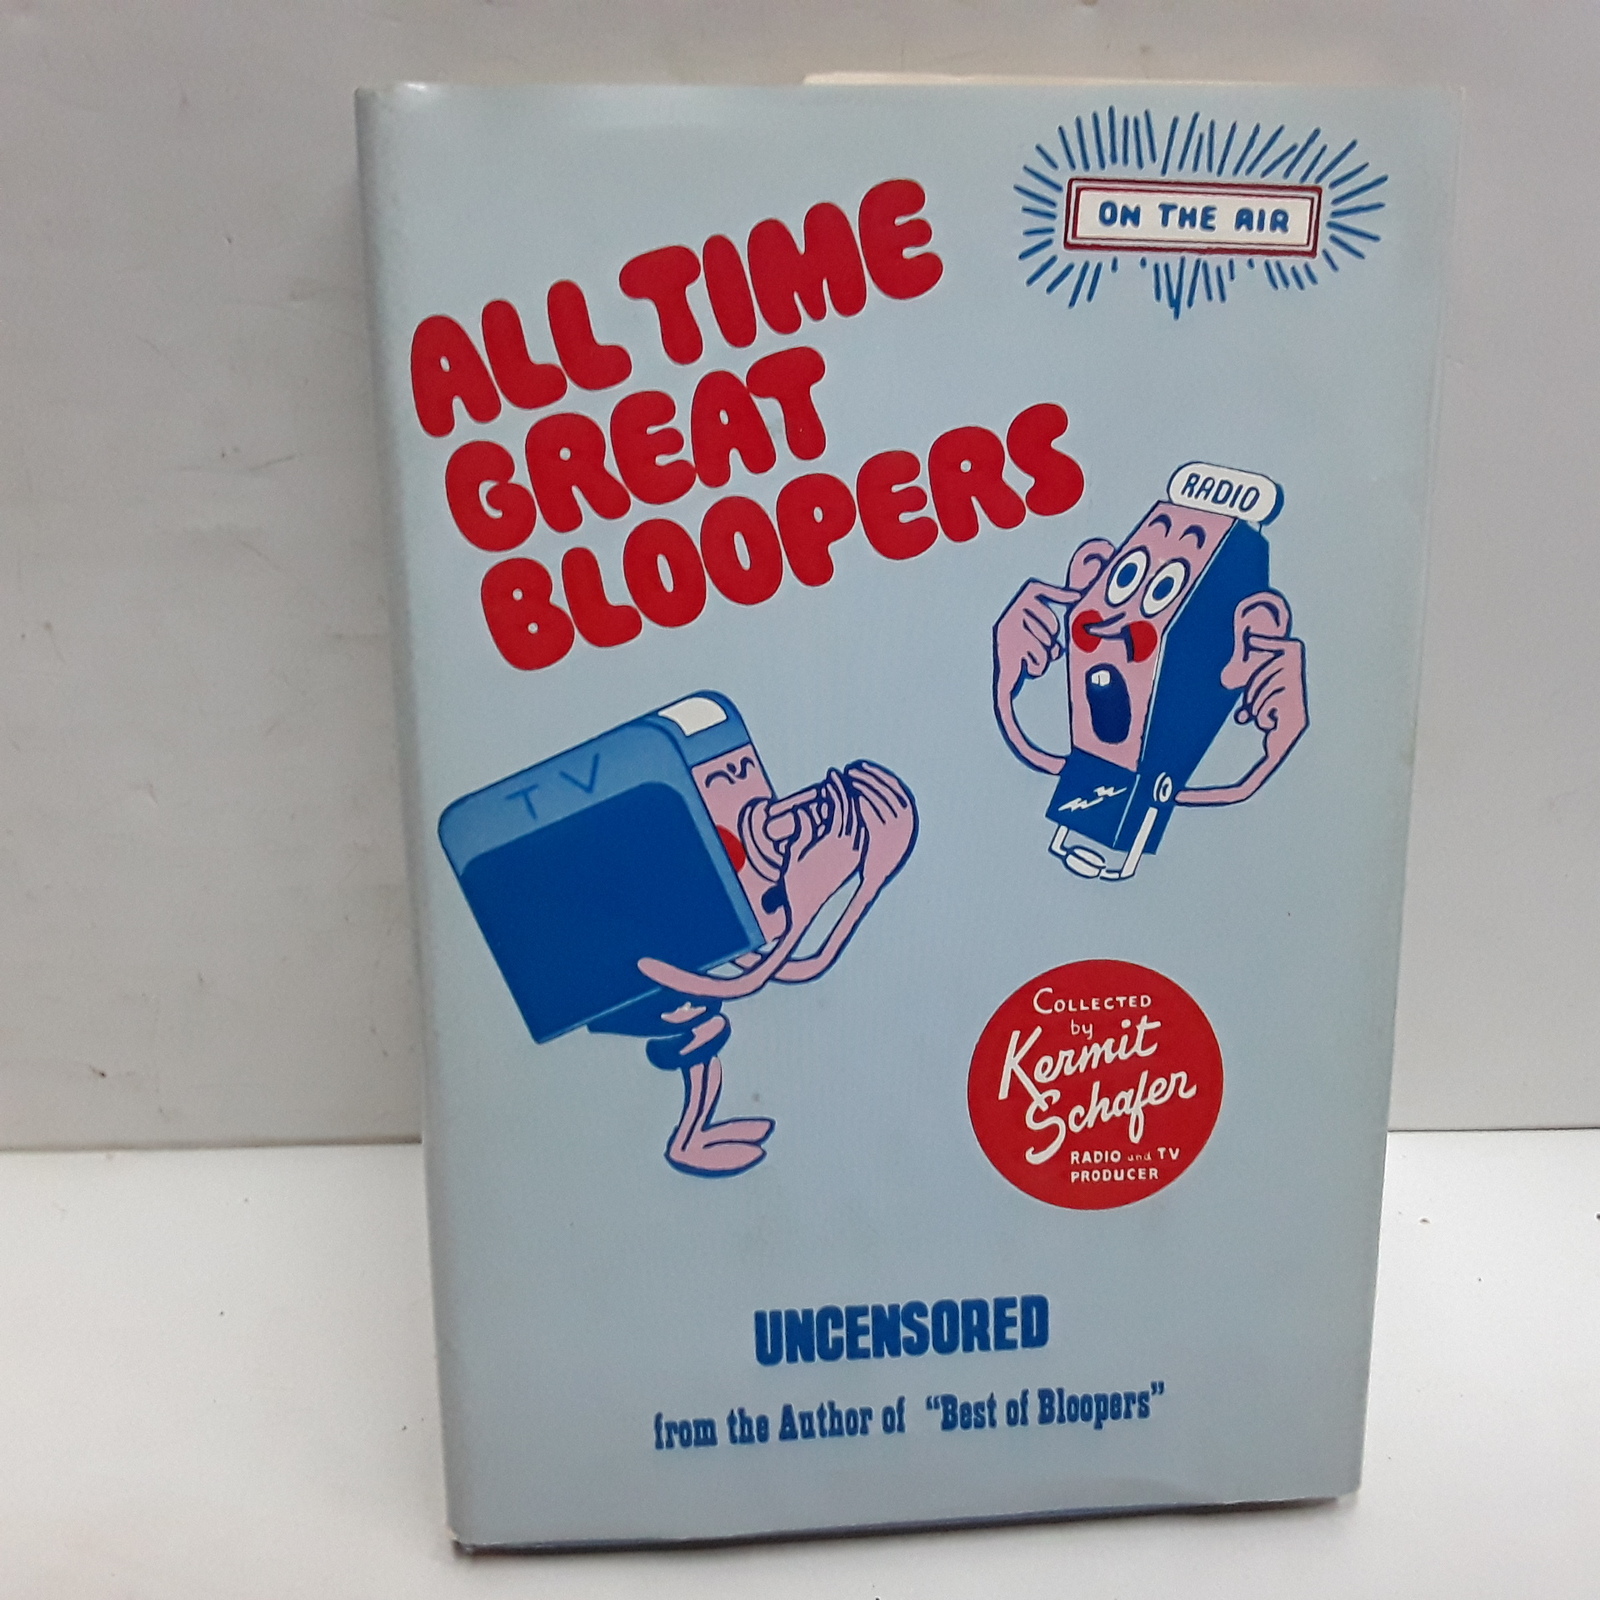 ON THE AIR
ALL TIME
GREAT
BLOOPERS
RADIO
TV
COLLECTED
by
Kermit
Schafer
RADIO and TV
PRODUCER
UNCENSORED
from the Author of "Best of Bloopers"